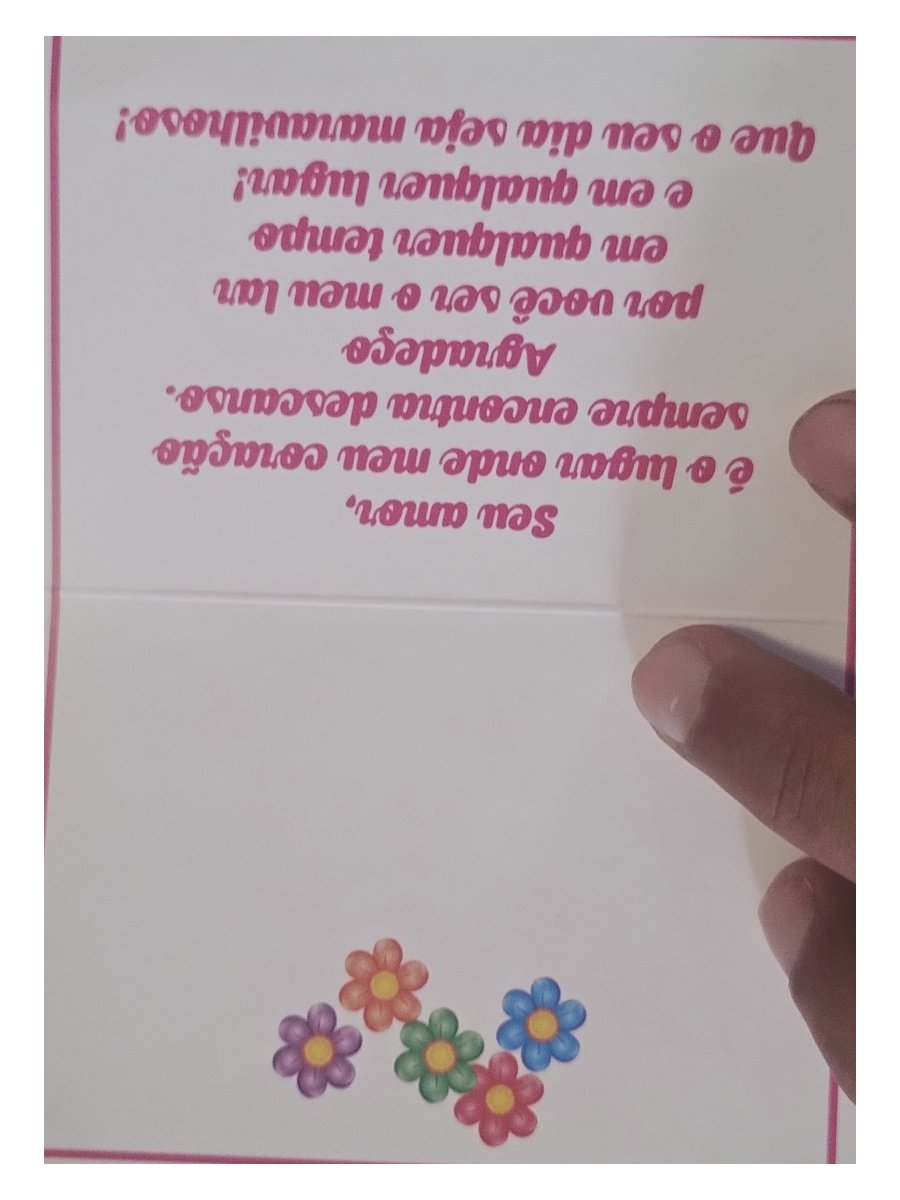 Seu amor,
é o lugar onde meu coração
sempre encontra descanso.
Agradeço
por você ser o meu lar
em qualquer tempo
e em qualquer lugar!
Que o seu dia seja maravilhoso!